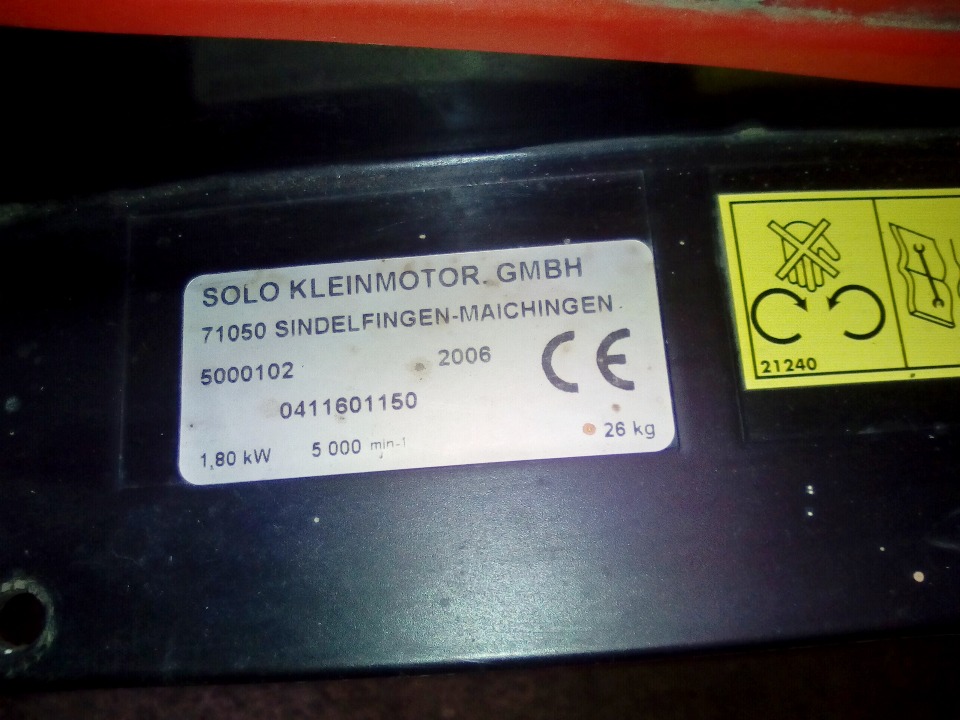 SOLO KLEINMOTOR. GMBH
71050 SINDELFINGEN-MAICHINGEN
5000102 2006 CE
0411601150
1,80 kW 5 000 min-1 26 kg
21240